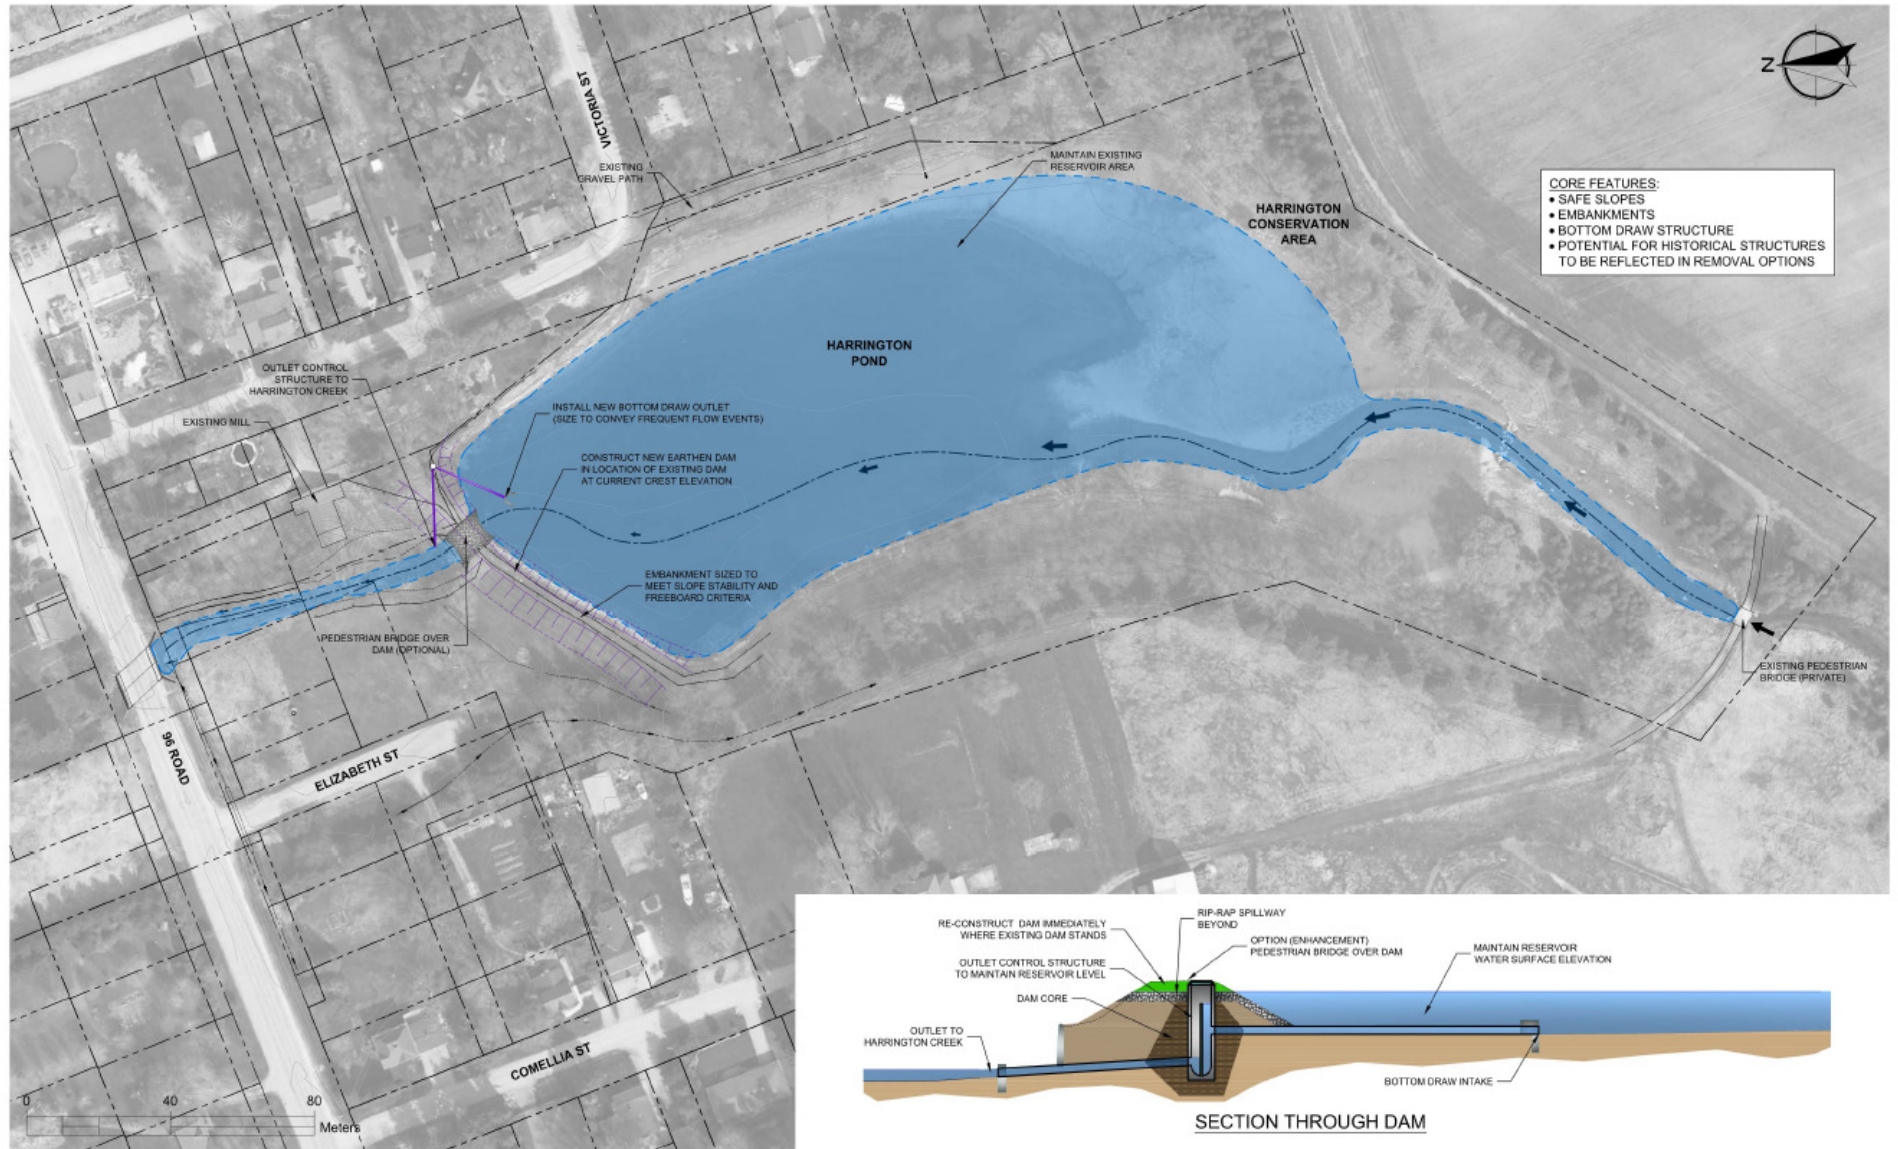 Z
VICTORIA ST
EXISTING
GRAVEL PATH
MAINTAIN EXISTING
RESERVOIR AREA
HARRINGTON
CONSERVATION
AREA
CORE FEATURES:
• SAFE SLOPES
• EMBANKMENTS
• BOTTOM DRAW STRUCTURE
• POTENTIAL FOR HISTORICAL STRUCTURES
TO BE REFLECTED IN REMOVAL OPTIONS
HARRINGTON
POND
OUTLET CONTROL
STRUCTURE TO
HARRINGTON CREEK
EXISTING MILL
INSTALL NEW BOTTOM DRAW OUTLET
(SIZE TO CONVEY FREQUENT FLOW EVENTS)
CONSTRUCT NEW EARTHEN DAM
IN LOCATION OF EXISTING DAM
AT CURRENT CREST ELEVATION
EMBANKMENT SIZED TO
MEET SLOPE STABILITY AND
FREEBOARD CRITERIA
PEDESTRIAN BRIDGE OVER
DAM (OPTIONAL)
EXISTING PEDESTRIAN
BRIDGE (PRIVATE)
96 ROAD
ELIZABETH ST
COMELLIA ST
0 40 80
Meters
RE-CONSTRUCT DAM IMMEDIATELY
WHERE EXISTING DAM STANDS
RIP-RAP SPILLWAY
BEYOND
OPTION (ENHANCEMENT)
PEDESTRIAN BRIDGE OVER DAM
OUTLET CONTROL STRUCTURE
TO MAINTAIN RESERVOIR LEVEL
MAINTAIN RESERVOIR
WATER SURFACE ELEVATION
DAM CORE
OUTLET TO
HARRINGTON CREEK
BOTTOM DRAW INTAKE
SECTION THROUGH DAM